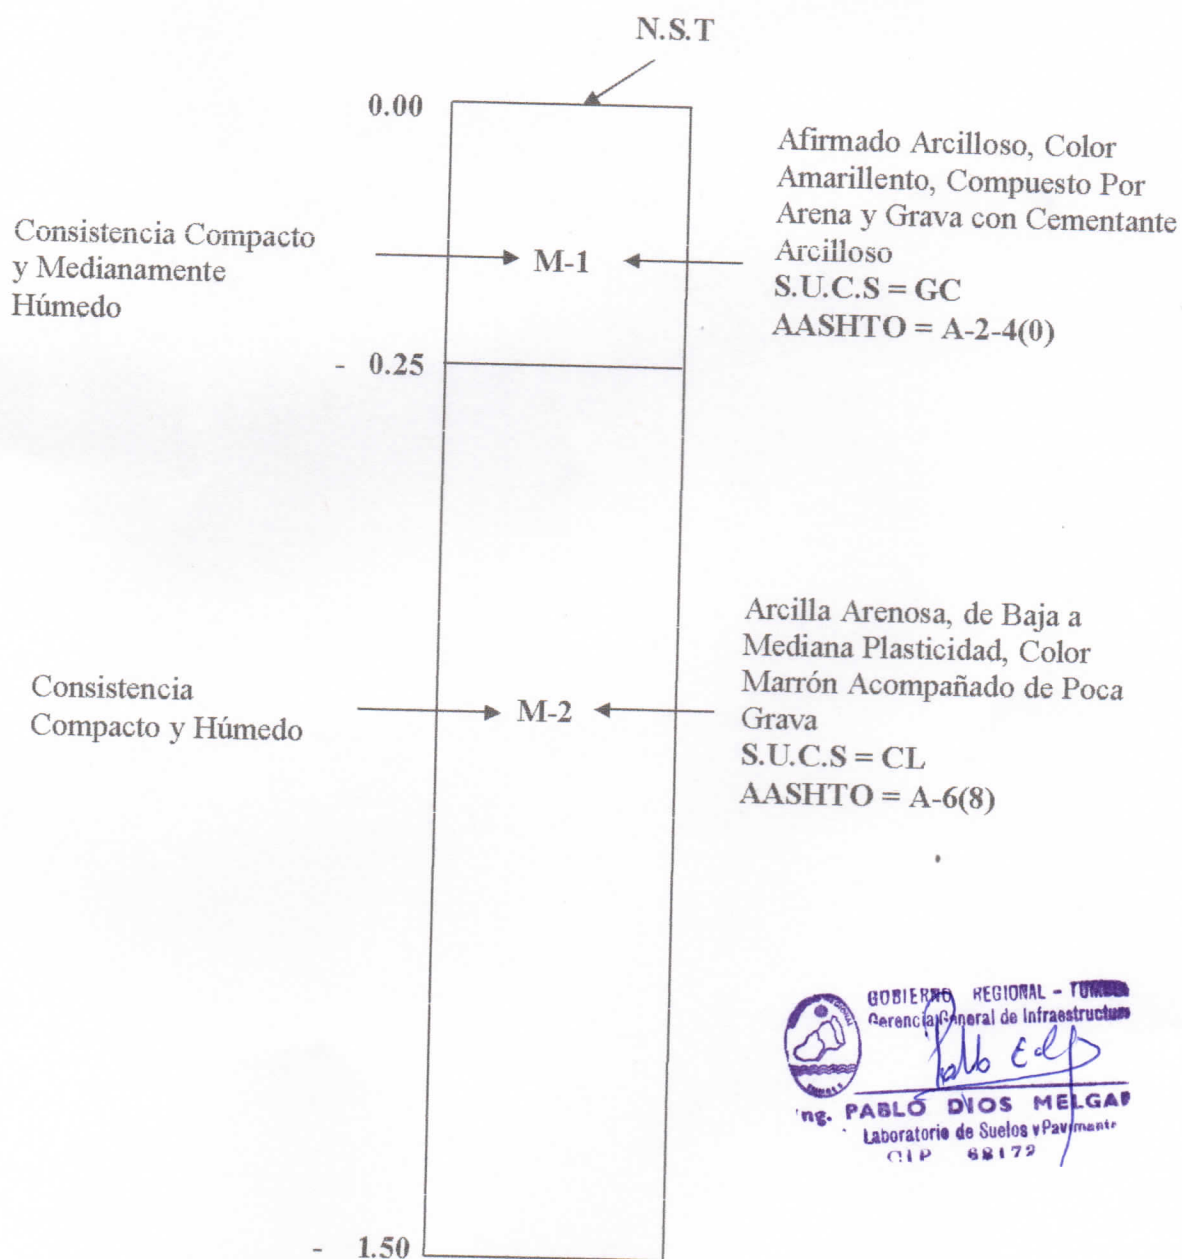 N.S.T
0.00
Afirmado Arcilloso, Color
Amarillento, Compuesto Por
Arena y Grava con Cementante
Arcilloso
S.U.C.S = GC
AASHTO = A-2-4(0)
Consistencia Compacto
y Medianamente
Húmedo
M-1
- 0.25
Arcilla Arenosa, de Baja a
Mediana Plasticidad, Color
Marrón Acompañado de Poca
Grava
S.U.C.S = CL
AASHTO = A-6(8)
Consistencia
Compacto y Húmedo
M-2
GOBIERNO REGIONAL - TUMBES
Gerencia General de Infraestructura
Ing. PABLO DIOS MELGAR
Laboratorio de Suelos y Pavimento
CIP 68172
- 1.50